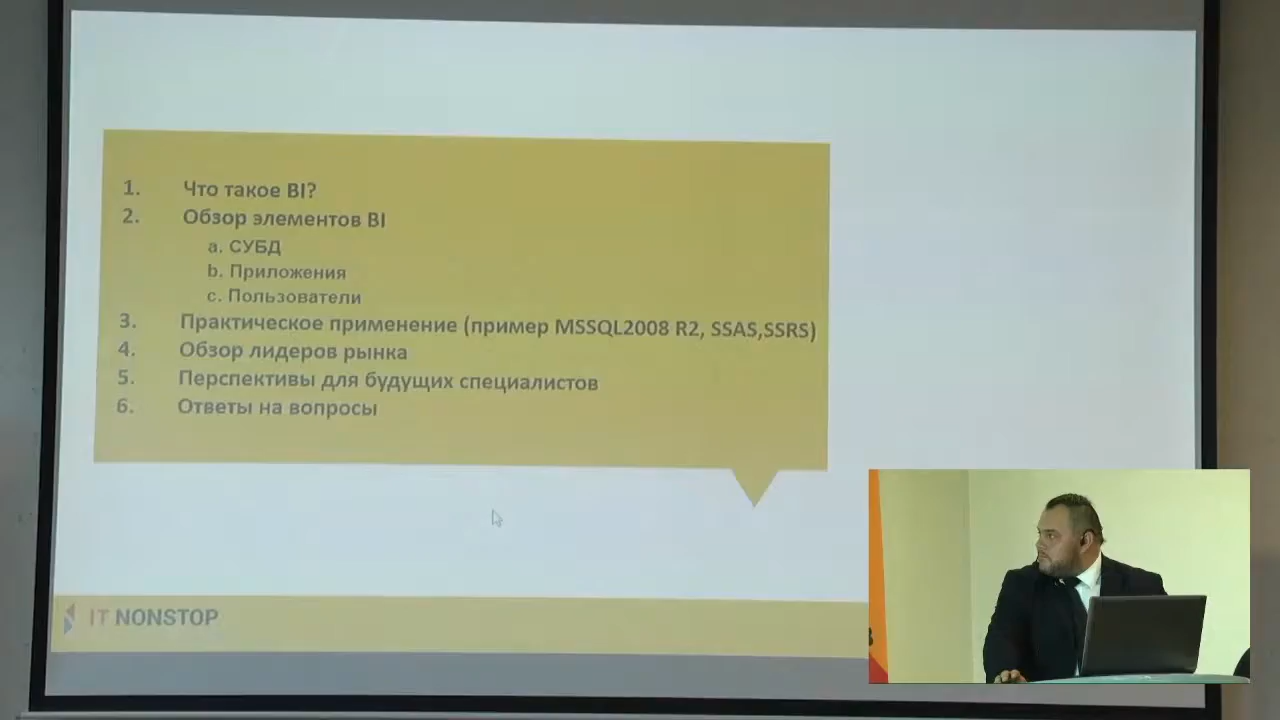 1. Что такое BI?
2. Обзор элементов BI
a. СУБД
b. Приложения
c. Пользователи
3. Практическое применение (пример MSSQL2008 R2, SSAS,SSRS)
4. Обзор лидеров рынка
5. Перспективы для будущих специалистов
6. Ответы на вопросы
IT NONSTOP